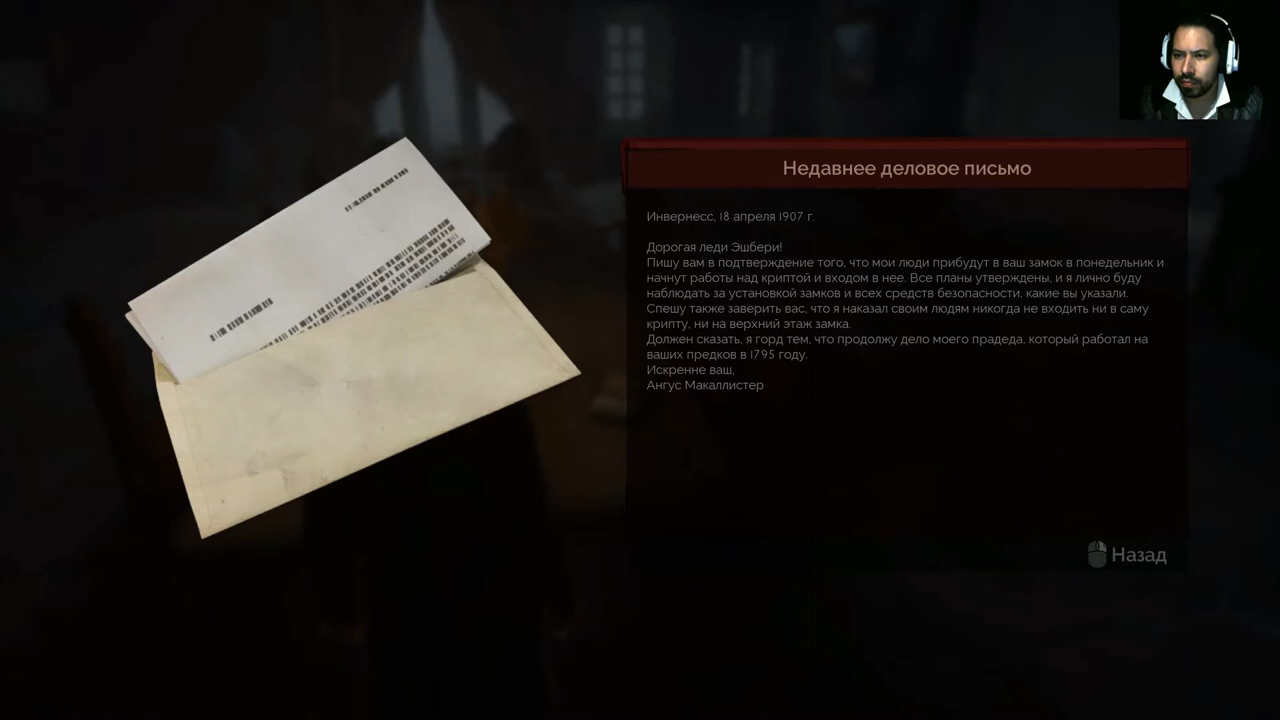 Недавнее деловое письмо
Инвернесс, 18 апреля 1907 г.
Дорогая леди Эшбери!
Пишу вам в подтверждение того, что мои люди прибудут в ваш замок в понедельник и
начнут работы над криптой и входом в нее. Все планы утверждены, и я лично буду
наблюдать за установкой замков и всех средств безопасности, какие вы указали.
Спешу также заверить вас, что я наказал своим людям никогда не входить ни в саму
крипту, ни на верхний этаж замка.
Должен сказать, я горд тем, что продолжу дело моего прадеда, который работал на
ваших предков в 1795 году.
Искренне ваш,
Ангус Макаллистер
Назад